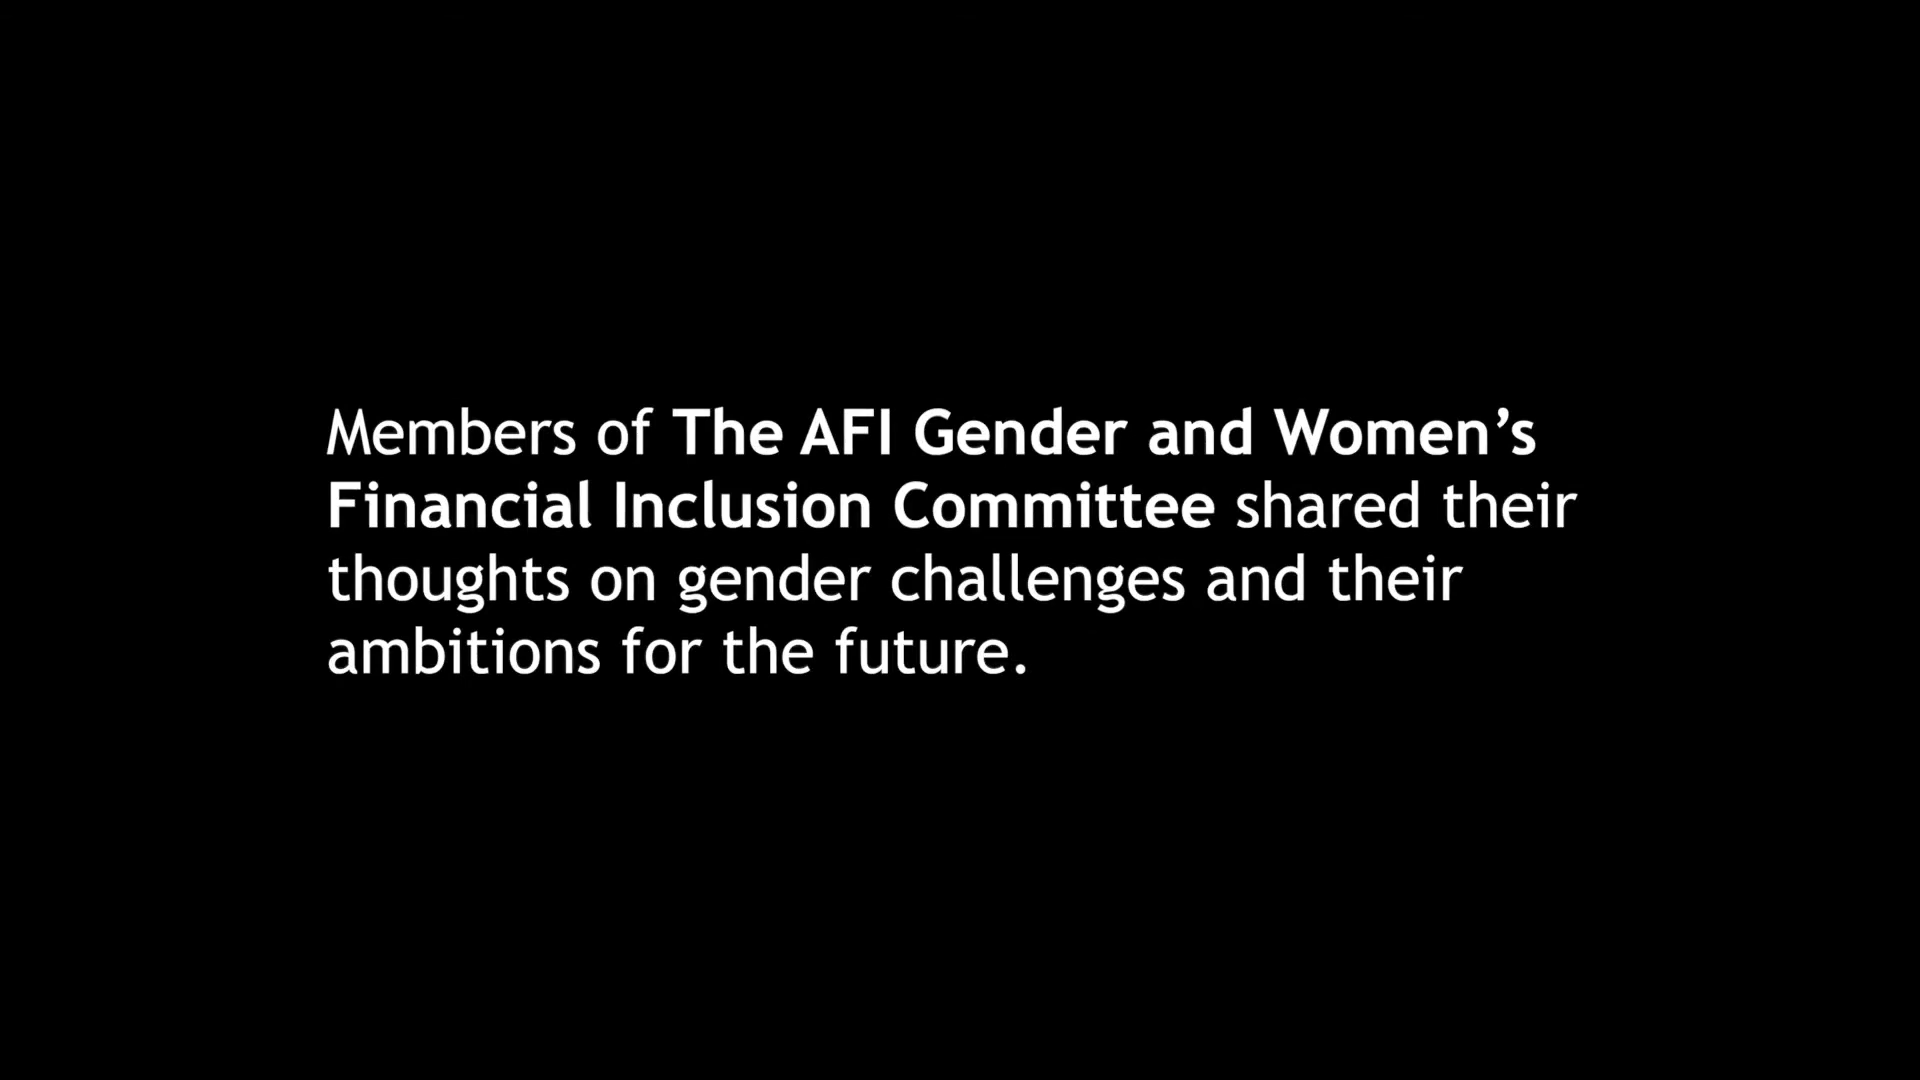 Members of The AFI Gender and Women’s
Financial Inclusion Committee shared their
thoughts on gender challenges and their
ambitions for the future.